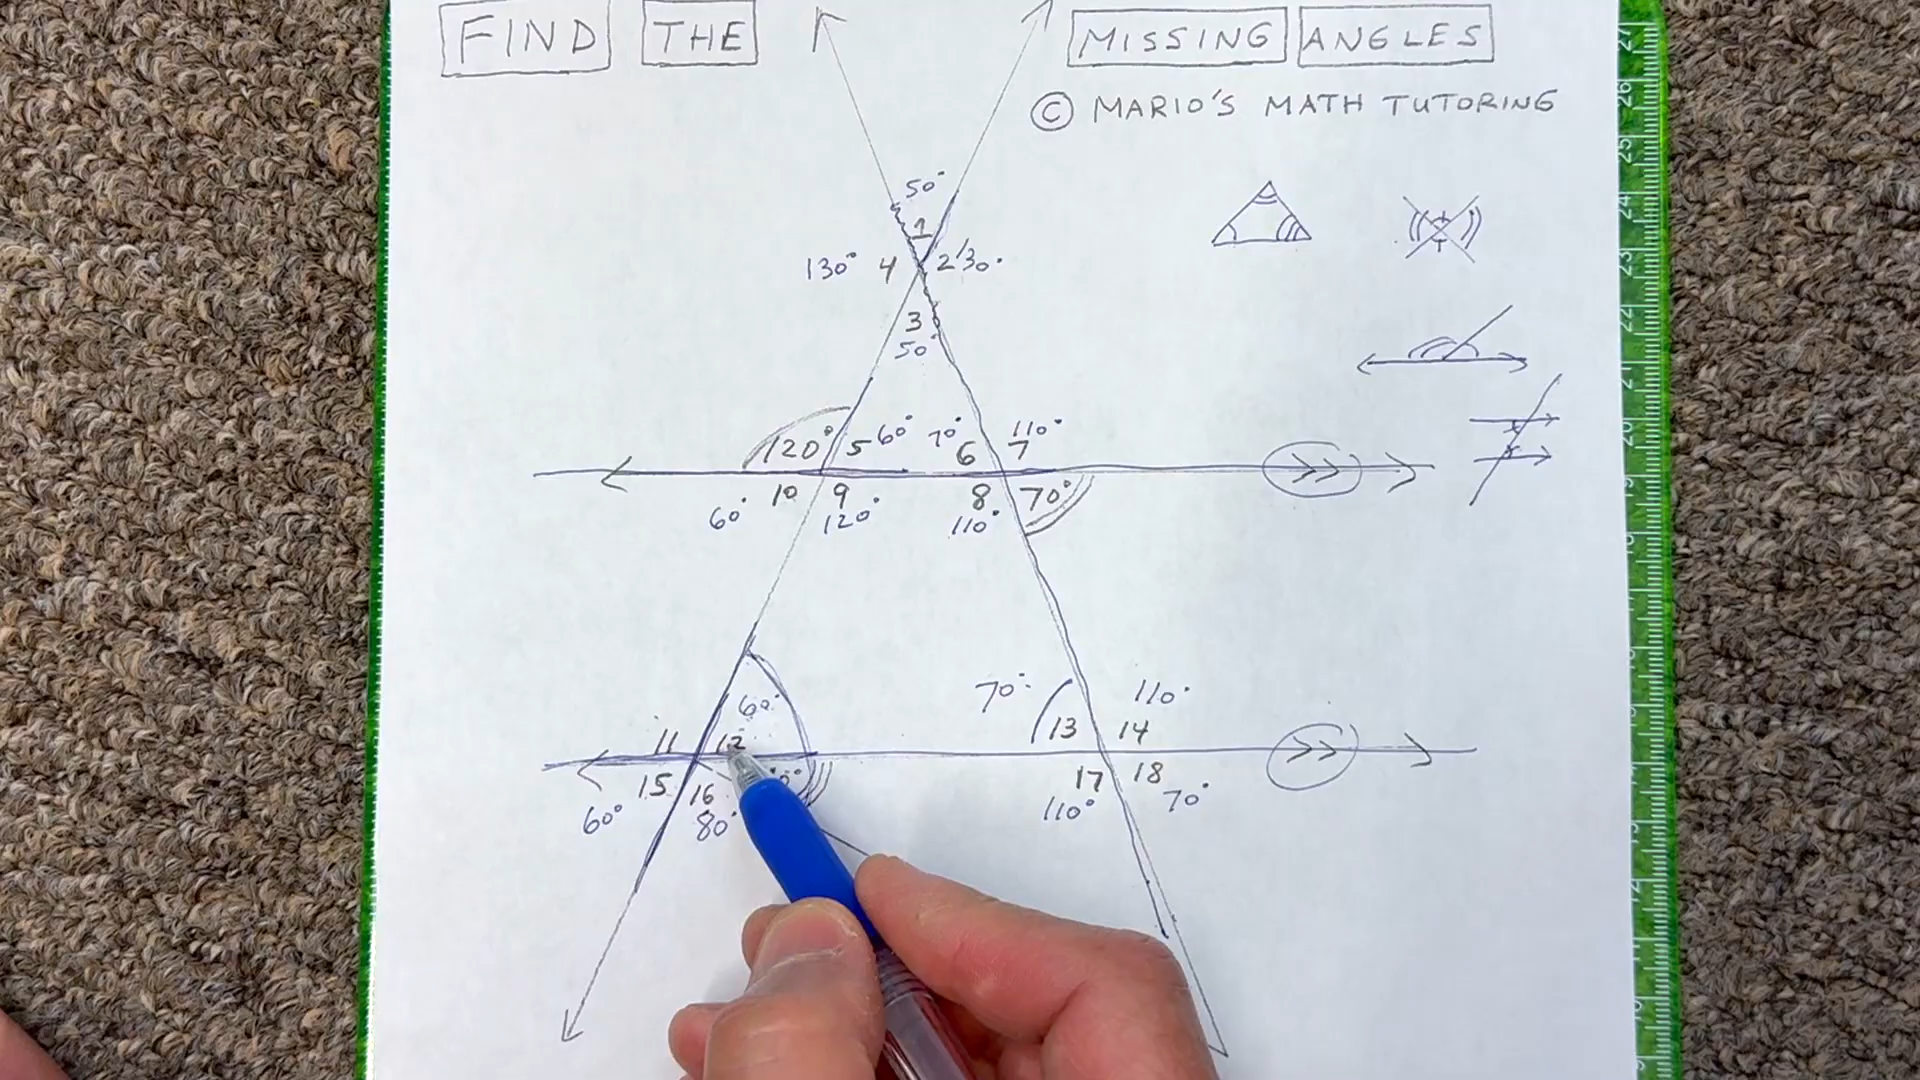 FIND THE MISSING ANGLES
© MARIO'S MATH TUTORING
50°
1
130° 4 2 130°
3
50°
120° 5 60° 70° 6 110° 7
10 9 8 70°
60° 120° 110°
60° 70° 110°
11 12 13 14
15 16 17 18
60° 80° 110° 70°